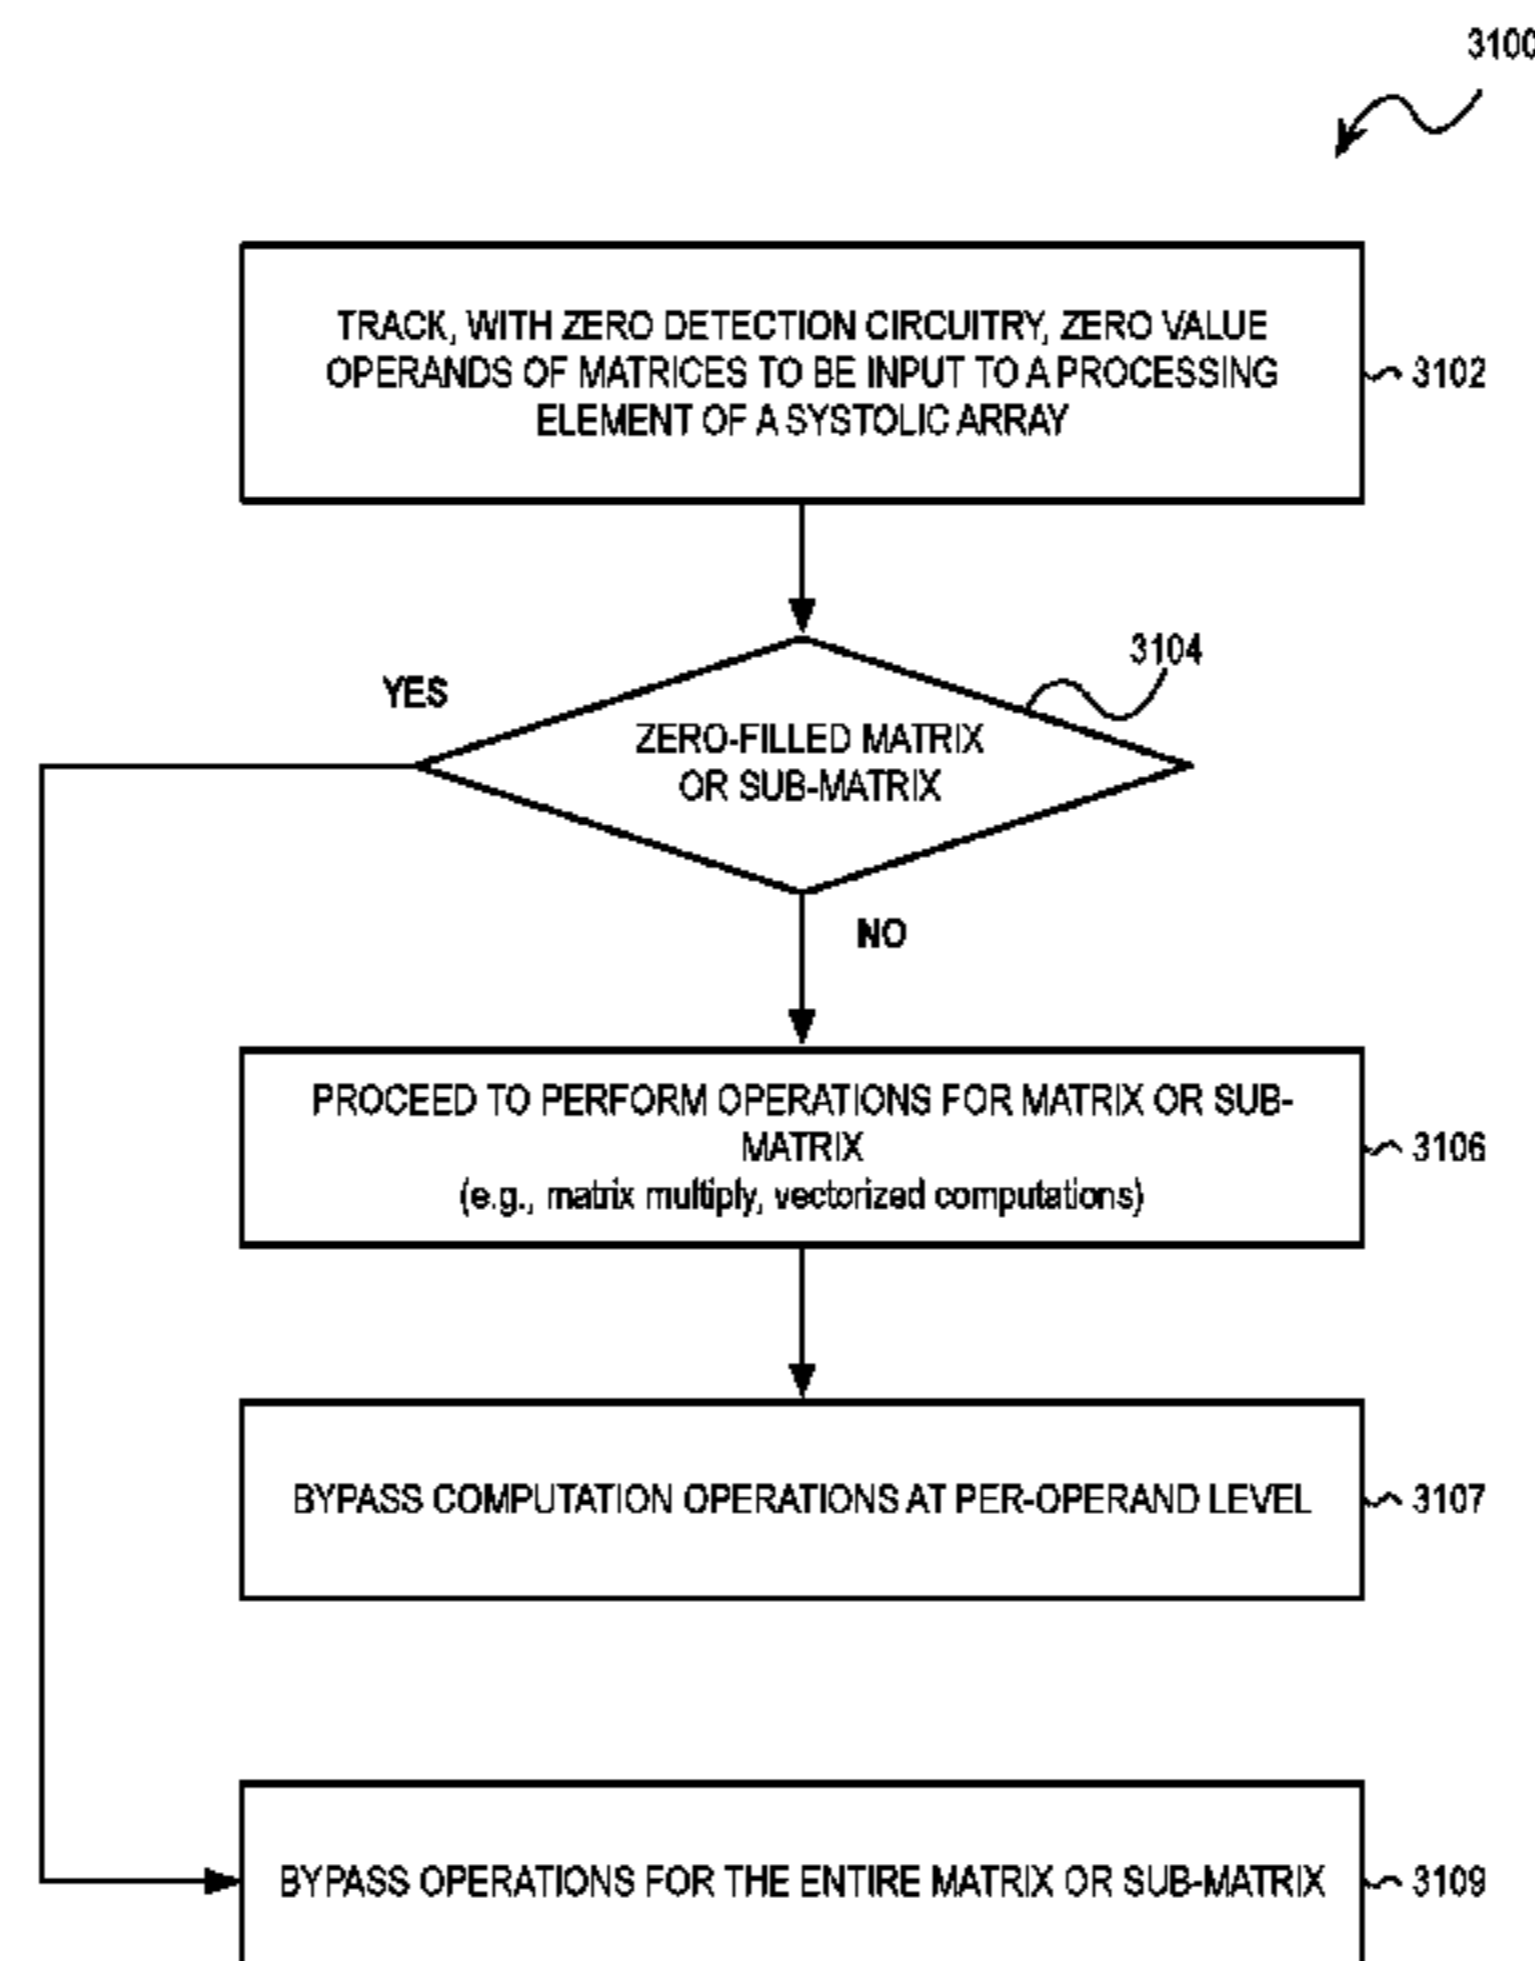 3100
TRACK, WITH ZERO DETECTION CIRCUITRY, ZERO VALUE
OPERANDS OF MATRICES TO BE INPUT TO A PROCESSING
ELEMENT OF A SYSTOLIC ARRAY
3102
3104
YES
ZERO-FILLED MATRIX
OR SUB-MATRIX
NO
PROCEED TO PERFORM OPERATIONS FOR MATRIX OR SUB-
MATRIX
(e.g., matrix multiply, vectorized computations)
3106
BYPASS COMPUTATION OPERATIONS AT PER-OPERAND LEVEL
3107
BYPASS OPERATIONS FOR THE ENTIRE MATRIX OR SUB-MATRIX
3109